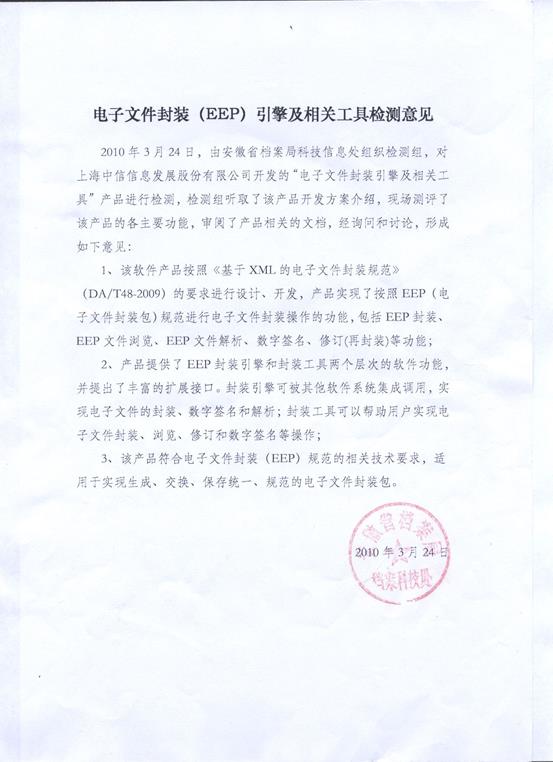 电子文件封装（EEP）引擎及相关工具检测意见
2010 年 3 月 24 日，由安徽省档案局科技信息处组织检测组，对
上海中信信息发展股份有限公司开发的“电子文件封装引擎及相关工
具”产品进行检测，检测组听取了该产品开发方案介绍，现场测评了
该产品的各主要功能，审阅了产品相关的文档，经询问和讨论，形成
如下意见：
1、该软件产品按照《基于 XML 的电子文件封装规范》
（DA/T48-2009）的要求进行设计、开发，产品实现了按照 EEP（电
子文件封装包）规范进行电子文件封装操作的功能，包括 EEP 封装、
EEP 文件浏览、EEP 文件解析、数字签名、修订(再封装)等功能；
2、产品提供了 EEP 封装引擎和封装工具两个层次的软件功能，
并提出了丰富的扩展接口。封装引擎可被其他软件系统集成调用，实
现电子文件的封装、数字签名和解析；封装工具可以帮助用户实现电
子文件封装、浏览、修订和数字签名等操作；
3、该产品符合电子文件封装（EEP）规范的相关技术要求，适
用于实现生成、交换、保存统一、规范的电子文件封装包。
2010 年 3 月 24 日